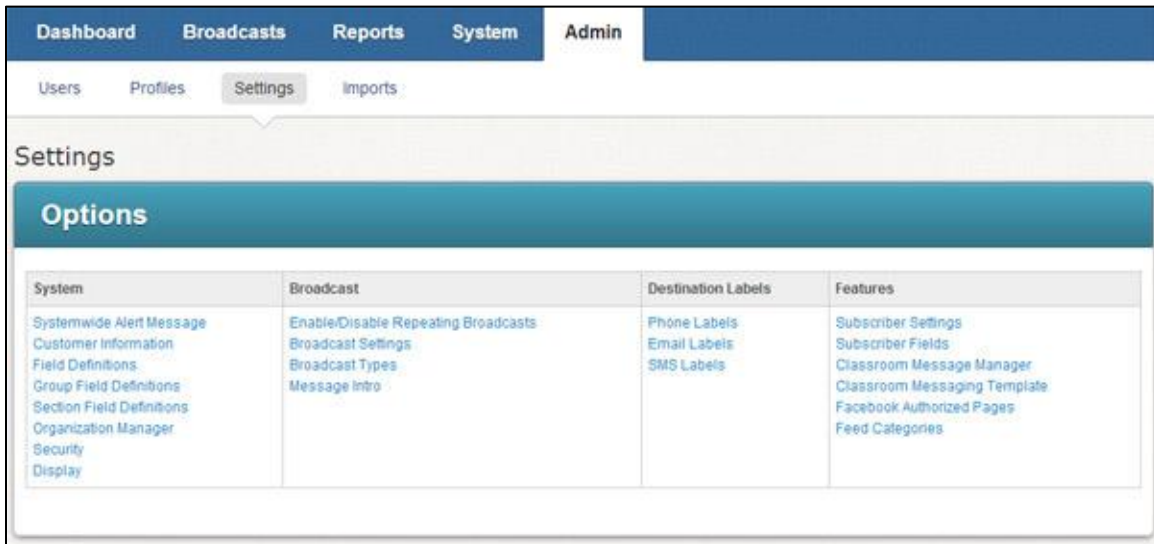 Dashboard Broadcasts Reports System Admin
Users Profiles Settings Imports
Settings
Options
System Broadcast Destination Labels Features
Systemwide Alert Message Enable/Disable Repeating Broadcasts Phone Labels Subscriber Settings
Customer Information Broadcast Settings Email Labels Subscriber Fields
Field Definitions Broadcast Types SMS Labels Classroom Message Manager
Group Field Definitions Message Intro Classroom Messaging Template
Section Field Definitions Facebook Authorized Pages
Organization Manager Feed Categories
Security
Display